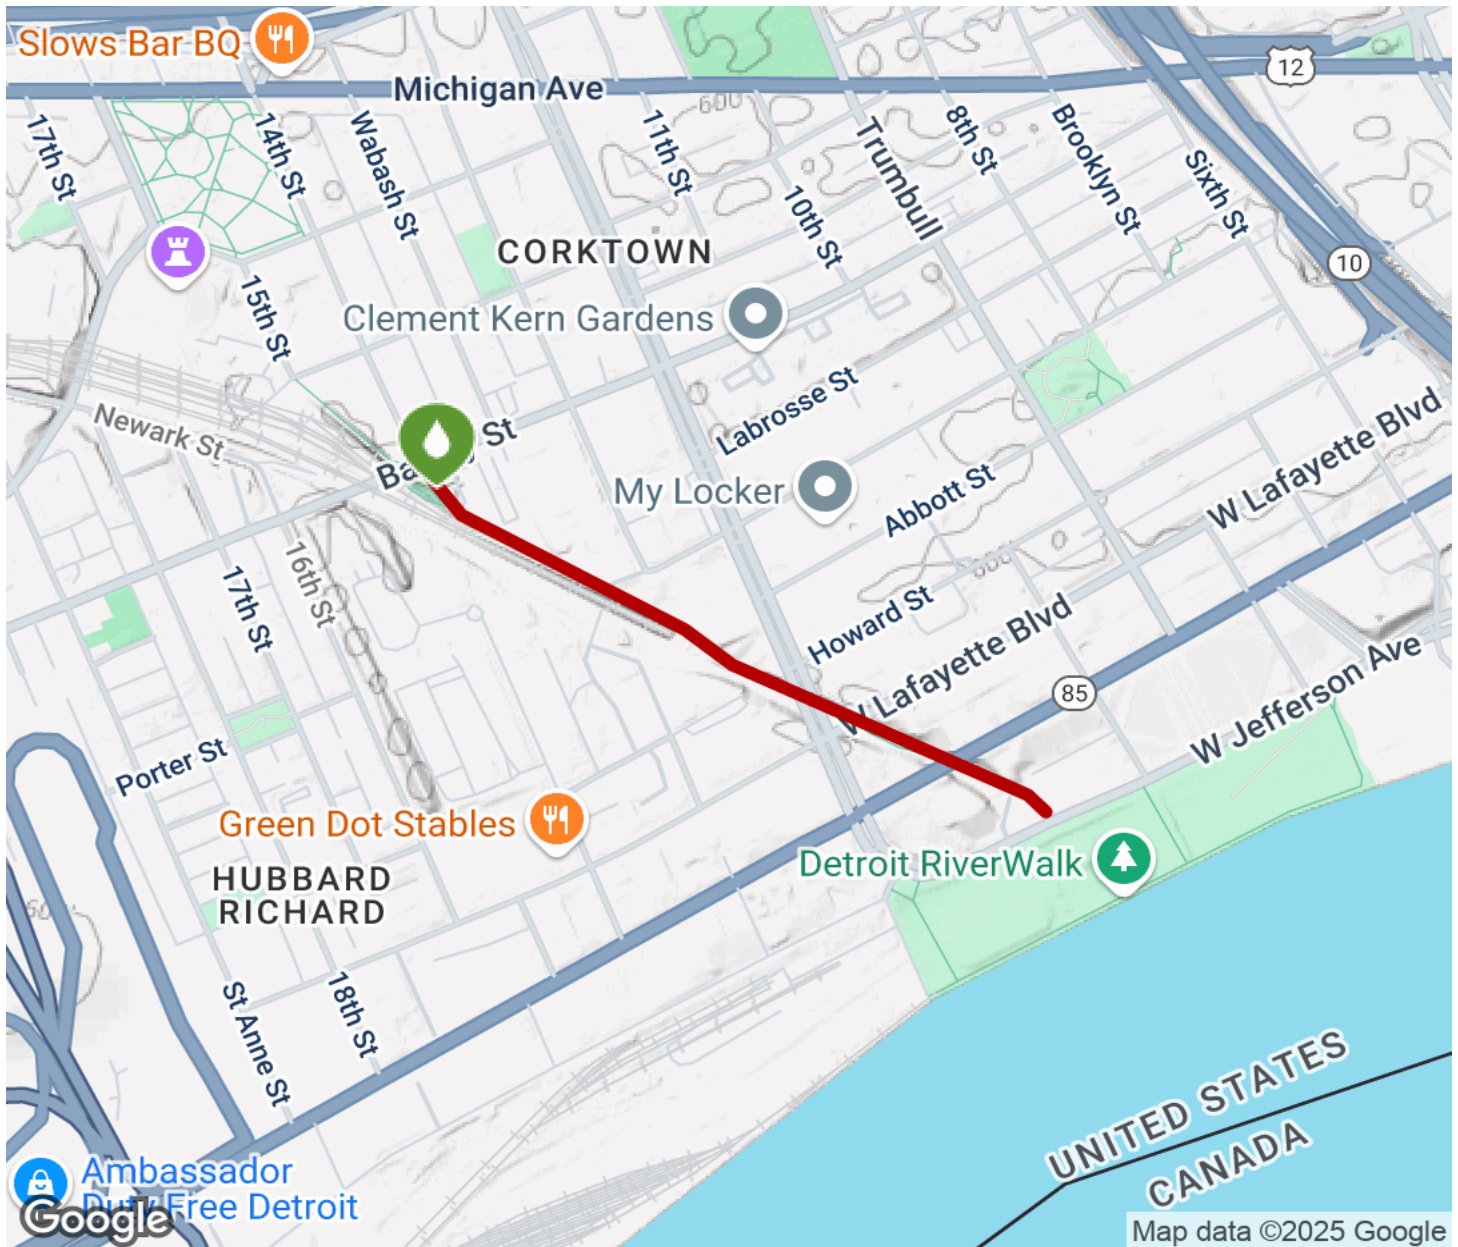 Slows Bar BQ
Michigan Ave
12
600
17th St
14th St
Wabash St
11th St
10th St
Trumbull
8th St
Brooklyn St
Sixth St
10
CORKTOWN
15th St
Clement Kern Gardens
Labrosse St
Newark St
St
My Locker
Abbott St
W Lafayette Blvd
600
16th St
17th St
Howard St
W Lafayette Blvd
85
W Jefferson Ave
Porter St
Green Dot Stables
Detroit RiverWalk
HUBBARD
RICHARD
600
18th St
St Anne St
UNITED STATES
CANADA
Ambassador
Duty Free Detroit
Google
Map data ©2025 Google